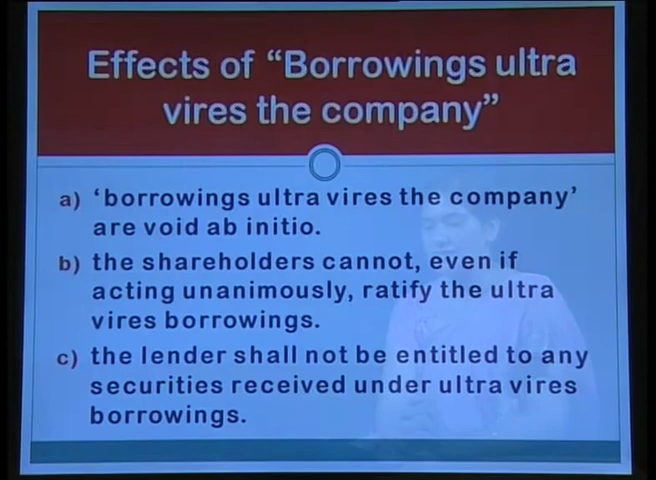 Effects of “Borrowings ultra
vires the company”
a) ‘borrowings ultra vires the company’
are void ab initio.
b) the shareholders cannot, even if
acting unanimously, ratify the ultra
vires borrowings.
c) the lender shall not be entitled to any
securities received under ultra vires
borrowings.